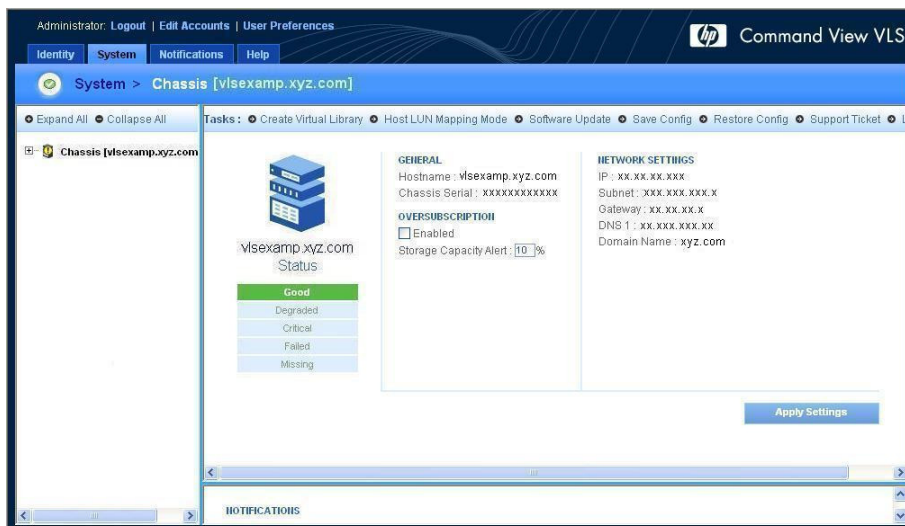 Administrator: Logout | Edit Accounts | User Preferences
hp Command View VLS
Identity System Notifications Help
System > Chassis [vlsexamp.xyz.com]
Expand All Collapse All
Tasks : Create Virtual Library Host LUN Mapping Mode Software Update Save Config Restore Config Support Ticket L
Chassis [vlsexamp.xyz.com
vlsexamp.xyz.com
Status
Good
Degraded
Critical
Failed
Missing
GENERAL
Hostname : vlsexamp.xyz.com
Chassis Serial : xxxxxxxxxxxx
OVERSUBSCRIPTION
Enabled
Storage Capacity Alert : 10 %
NETWORK SETTINGS
IP : xx.xx.xx.xxx
Subnet : xxx.xxx.xxx.x
Gateway : xx.xx.xx.x
DNS 1 : xx.xxx.xxx.xx
Domain Name : xyz.com
Apply Settings
NOTIFICATIONS